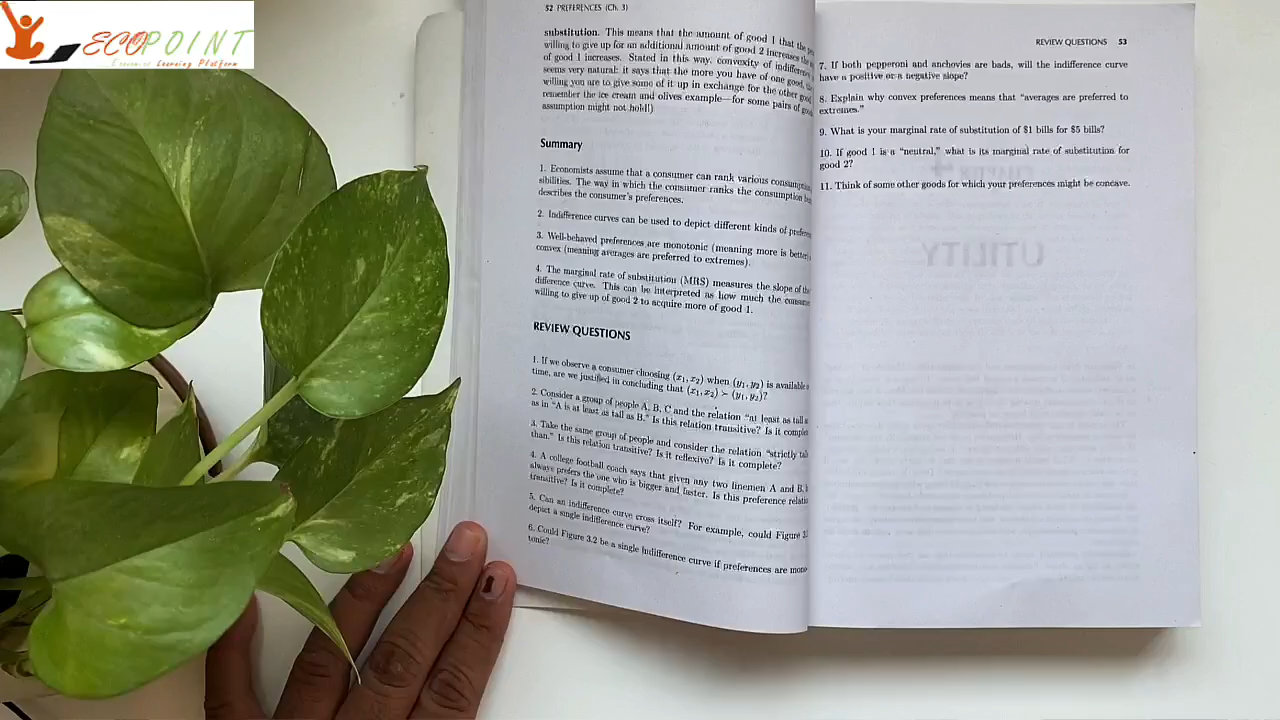 ECOPOINT
Economics Learning Platform
52 PREFERENCES (Ch. 3)
substitution. This means that the amount of good 1 that the
willing to give up for an additional amount of good 2 increases the
of good 1 increases. Stated in this way, convexity of
seems very natural: it says that the more you have of one good,
willing you are to give some of it up in exchange for the other
remember the ice cream and olives example—for some pairs of
assumption might not hold!)
Summary
1. Economists assume that a consumer can rank various
sibilities. The way in which the consumer ranks the consumption
describes the consumer's preferences.
2. Indifference curves can be used to depict different kinds of
3. Well-behaved preferences are monotonic (meaning more is better)
convex (meaning averages are preferred to extremes).
4. The marginal rate of substitution (MRS) measures the slope of the
difference curve. This can be interpreted as how much the
willing to give up of good 2 to acquire more of good 1.
REVIEW QUESTIONS
1. If we observe a consumer choosing (x₁, x₂) when (y₁, y₂) is available
time, are we justified in concluding that (x₁, x₂) ≻ (y₁, y₂)?
2. Consider a group of people A, B, C and the relation "at least as tall
as in "A is at least as tall as B." Is this relation transitive? Is it
3. Take the same group of people and consider the relation "strictly
than." Is this relation transitive? Is it reflexive? Is it complete?
4. A college football coach says that given any two linemen A and B,
always prefers the one who is bigger and faster. Is this preference
transitive? Is it complete?
5. Can an indifference curve cross itself? For example, could Figure
depict a single indifference curve?
6. Could Figure 3.2 be a single indifference curve if preferences are mono-
tonic?
REVIEW QUESTIONS 53
7. If both pepperoni and anchovies are bads, will the indifference curve
have a positive or a negative slope?
8. Explain why convex preferences means that "averages are preferred to
extremes."
9. What is your marginal rate of substitution of $1 bills for $5 bills?
10. If good 1 is a "neutral," what is its marginal rate of substitution for
good 2?
11. Think of some other goods for which your preferences might be concave.